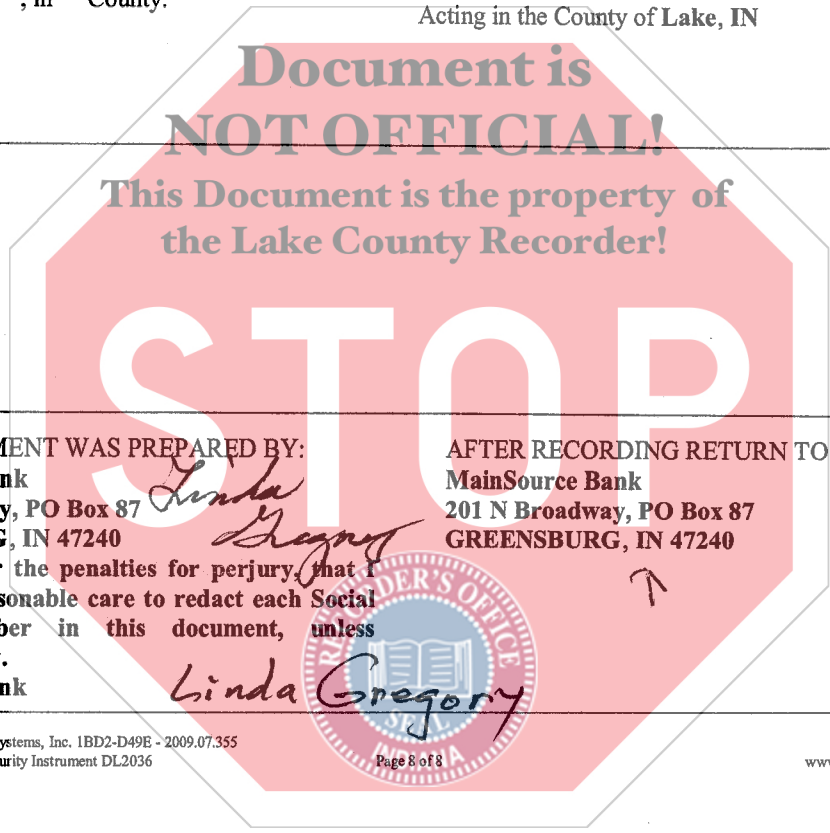 , in County.
Acting in the County of Lake, IN
Document is
NOT OFFICIAL!
This Document is the property of
the Lake County Recorder!
STOP
MENT WAS PREPARED BY:
nk
y, PO Box 87
G, IN 47240
Linda
Gregory
r the penalties for perjury, that I
sonable care to redact each Social
ber in this document, unless
y.
nk
Linda Gregory
AFTER RECORDING RETURN TO
MainSource Bank
201 N Broadway, PO Box 87
GREENSBURG, IN 47240
RECORDER'S OFFICE
SEAL
INDIANA
ystems, Inc. 1BD2-D49E - 2009.07.355
urity Instrument DL2036
Page 8 of 8
www